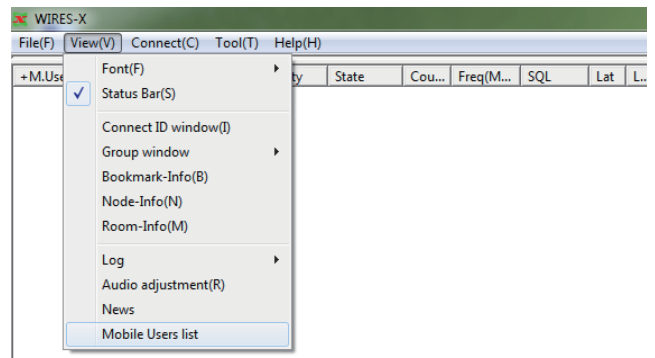 WIRES-X
File(F) View(V) Connect(C) Tool(T) Help(H)
+M.Use ty State Cou... Freq(M... SQL Lat L...
Font(F)
Status Bar(S)
Connect ID window(I)
Group window
Bookmark-Info(B)
Node-Info(N)
Room-Info(M)
Log
Audio adjustment(R)
News
Mobile Users list